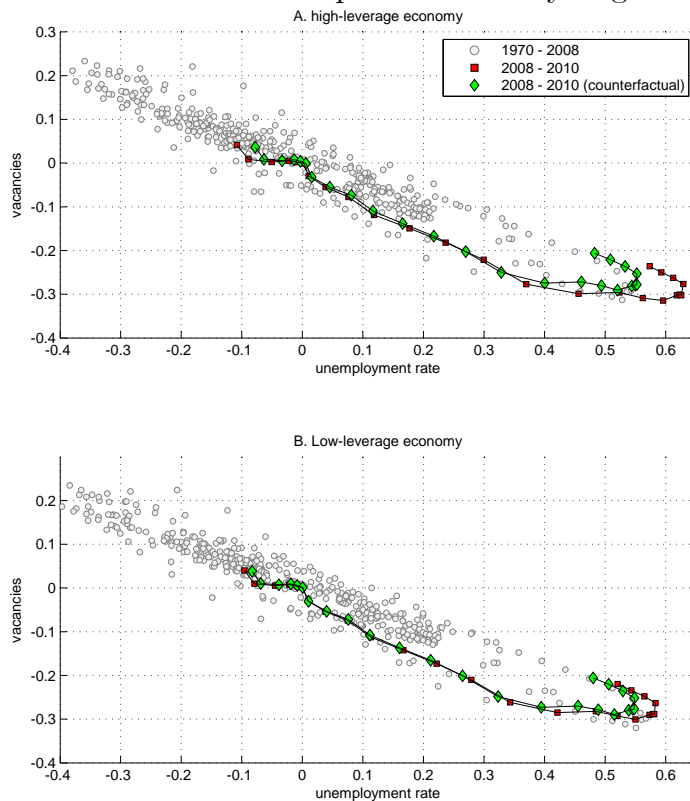 A. high-leverage economy
1970 - 2008
2008 - 2010
2008 - 2010 (counterfactual)
0.3
0.2
0.1
0
-0.1
-0.2
-0.3
-0.4
vacancies
-0.4 -0.3 -0.2 -0.1 0 0.1 0.2 0.3 0.4 0.5 0.6
unemployment rate
B. Low-leverage economy
0.2
0.1
0
-0.1
-0.2
-0.3
-0.4
vacancies
-0.4 -0.3 -0.2 -0.1 0 0.1 0.2 0.3 0.4 0.5 0.6
unemployment rate